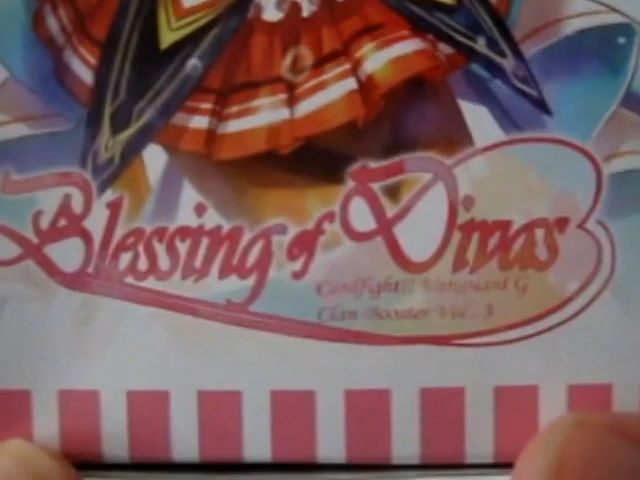 Blessing of Divas
Cardfight!! Vanguard G
Clan Booster Vol. 3